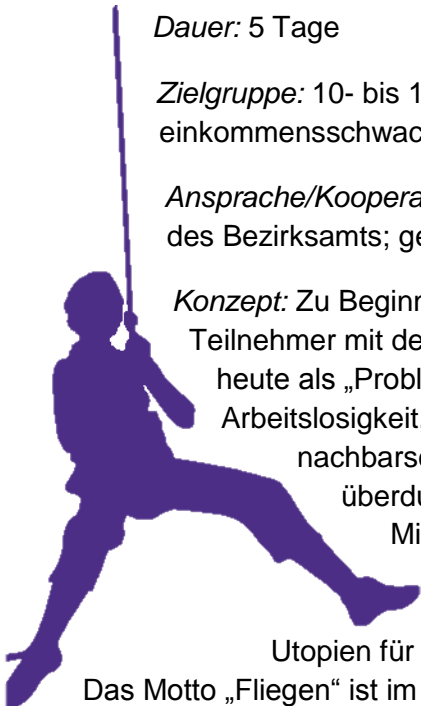 Dauer: 5 Tage
Zielgruppe: 10- bis 1
einkommensschwac
Ansprache/Koopera
des Bezirksamts; ge
Konzept: Zu Beginn
Teilnehmer mit de
heute als „Probl
Arbeitslosigkeit
nachbarsc
überdu
Mi
Utopien für
Das Motto „Fliegen“ ist im